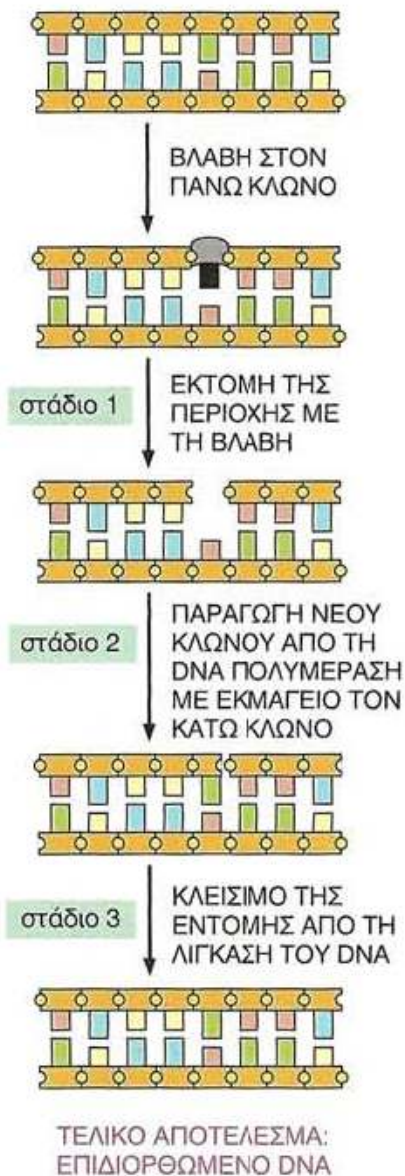 ΒΛΑΒΗ ΣΤΟΝ
ΠΑΝΩ ΚΛΩΝΟ
στάδιο 1
ΕΚΤΟΜΗ ΤΗΣ
ΠΕΡΙΟΧΗΣ ΜΕ
ΤΗ ΒΛΑΒΗ
στάδιο 2
ΠΑΡΑΓΩΓΗ ΝΕΟΥ
ΚΛΩΝΟΥ ΑΠΟ ΤΗ
DNA ΠΟΛΥΜΕΡΑΣΗ
ΜΕ ΕΚΜΑΓΕΙΟ ΤΟΝ
ΚΑΤΩ ΚΛΩΝΟ
στάδιο 3
ΚΛΕΙΣΙΜΟ ΤΗΣ
ΕΝΤΟΜΗΣ ΑΠΟ ΤΗ
ΛΙΓΚΑΣΗ ΤΟΥ DNA
ΤΕΛΙΚΟ ΑΠΟΤΕΛΕΣΜΑ:
ΕΠΙΔΙΟΡΘΩΜΕΝΟ DNA